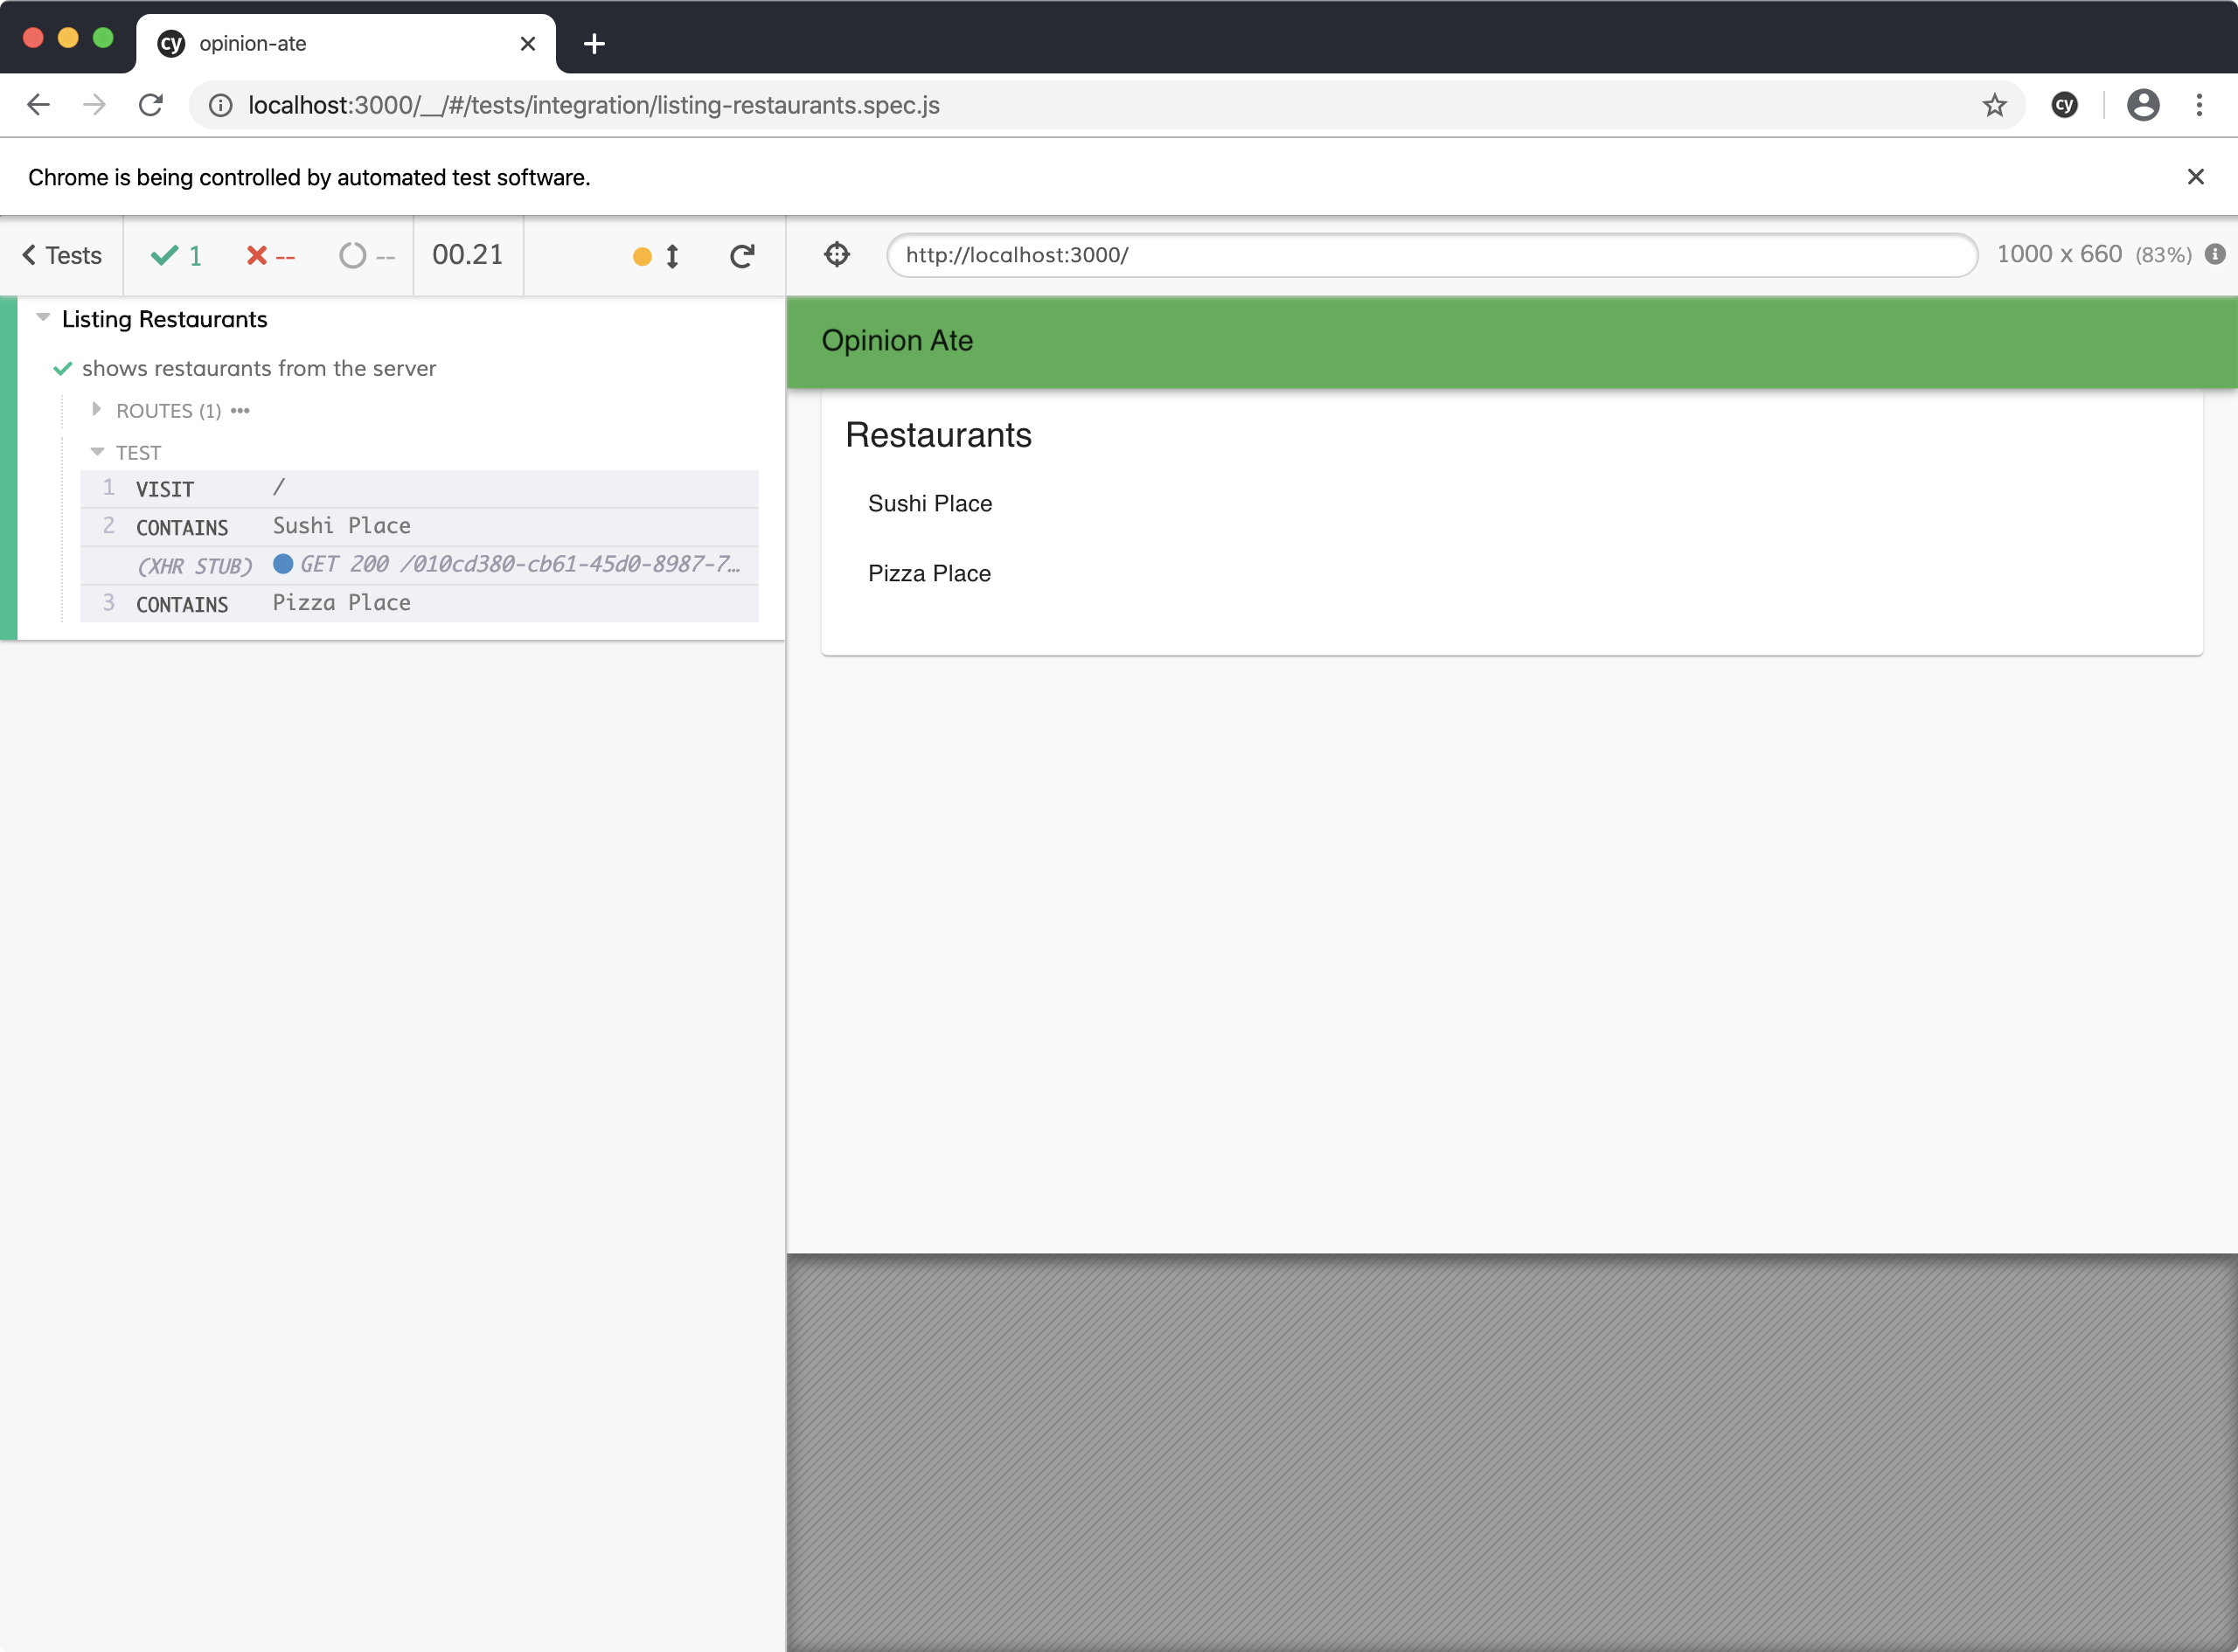 cy opinion-ate
localhost:3000/__/#/tests/integration/listing-restaurants.spec.js cy
Chrome is being controlled by automated test software.
Tests 1 -- -- 00.21 http://localhost:3000/ 1000 x 660 (83%)
Listing Restaurants
shows restaurants from the server
ROUTES (1) •••
TEST
1 VISIT /
2 CONTAINS Sushi Place
(XHR STUB) GET 200 /010cd380-cb61-45d0-8987-7…
3 CONTAINS Pizza Place
Opinion Ate
Restaurants
Sushi Place
Pizza Place